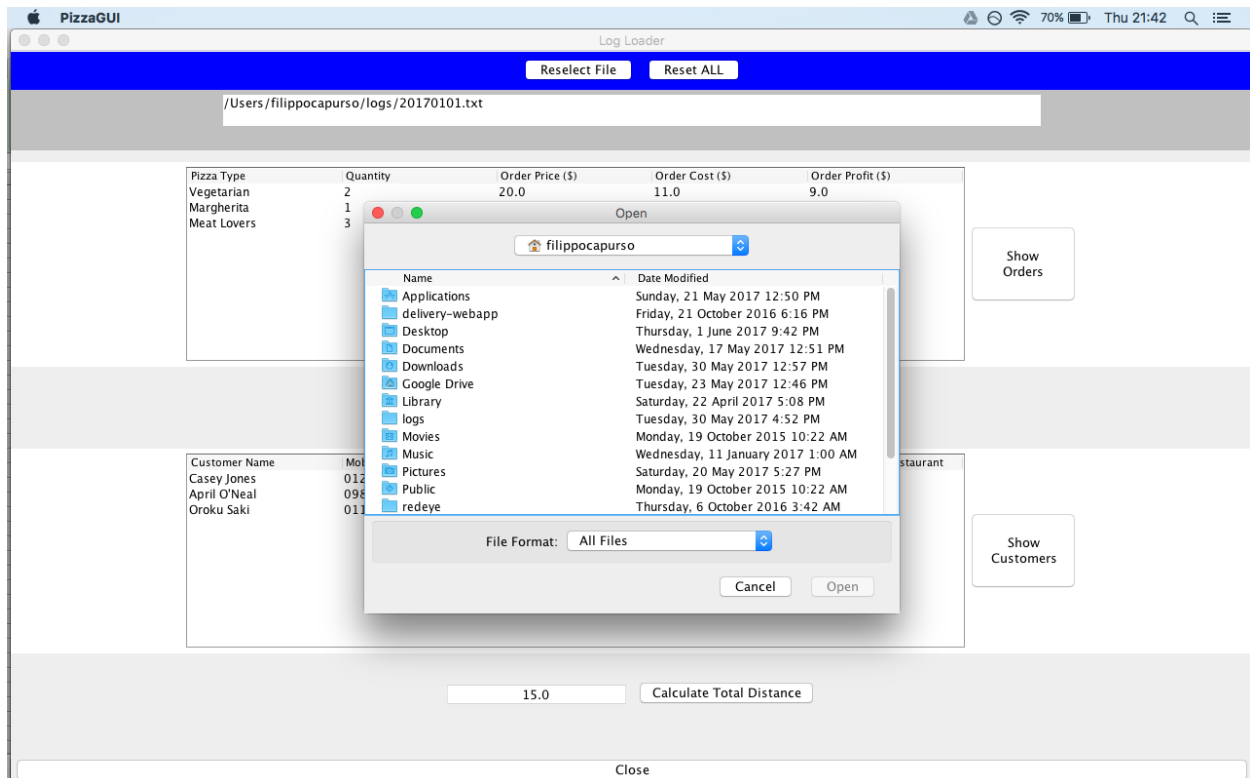 PizzaGUI 70% Thu 21:42
Log Loader
Reselect File Reset ALL
/Users/filippocapurso/logs/20170101.txt
Pizza Type Quantity Order Price ($) Order Cost ($) Order Profit ($)
Vegetarian 2 20.0 11.0 9.0
Margherita 1
Meat Lovers 3
Show
Orders
Open
filippocapurso
Name Date Modified
Applications Sunday, 21 May 2017 12:50 PM
delivery-webapp Friday, 21 October 2016 6:16 PM
Desktop Thursday, 1 June 2017 9:42 PM
Documents Wednesday, 17 May 2017 12:51 PM
Downloads Tuesday, 30 May 2017 12:57 PM
Google Drive Tuesday, 23 May 2017 12:46 PM
Library Saturday, 22 April 2017 5:08 PM
logs Tuesday, 30 May 2017 4:52 PM
Movies Monday, 19 October 2015 10:22 AM
Music Wednesday, 11 January 2017 1:00 AM
Pictures Saturday, 20 May 2017 5:27 PM
Public Monday, 19 October 2015 10:22 AM
redeye Thursday, 6 October 2016 3:42 AM
File Format: All Files
Cancel Open
Customer Name Mob staurant
Casey Jones 012
April O'Neal 098
Oroku Saki 011
Show
Customers
15.0 Calculate Total Distance
Close